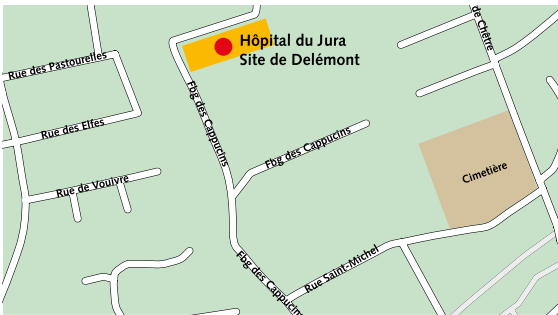 de Chêtre
Hôpital du Jura
Site de Delémont
Rue des Pastourelles
Fbg des Cappucins
Rue des Elfes
Fbg des Cappucins
Cimetière
Rue de Vouivre
Fbg des Cappucins
Rue Saint-Michel